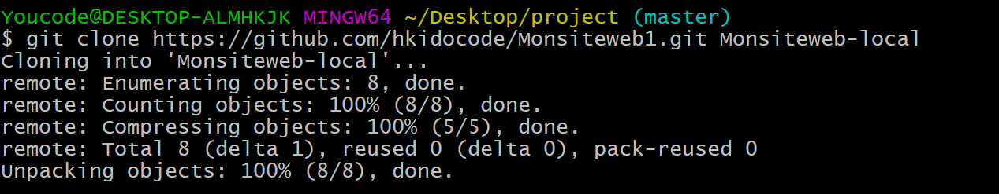 Youcode@DESKTOP-ALMHKJK MINGW64 ~/Desktop/project (master)
$ git clone https://github.com/hkidocode/Monsiteweb1.git Monsiteweb-local
Cloning into 'Monsiteweb-local'...
remote: Enumerating objects: 8, done.
remote: Counting objects: 100% (8/8), done.
remote: Compressing objects: 100% (5/5), done.
remote: Total 8 (delta 1), reused 0 (delta 0), pack-reused 0
Unpacking objects: 100% (8/8), done.